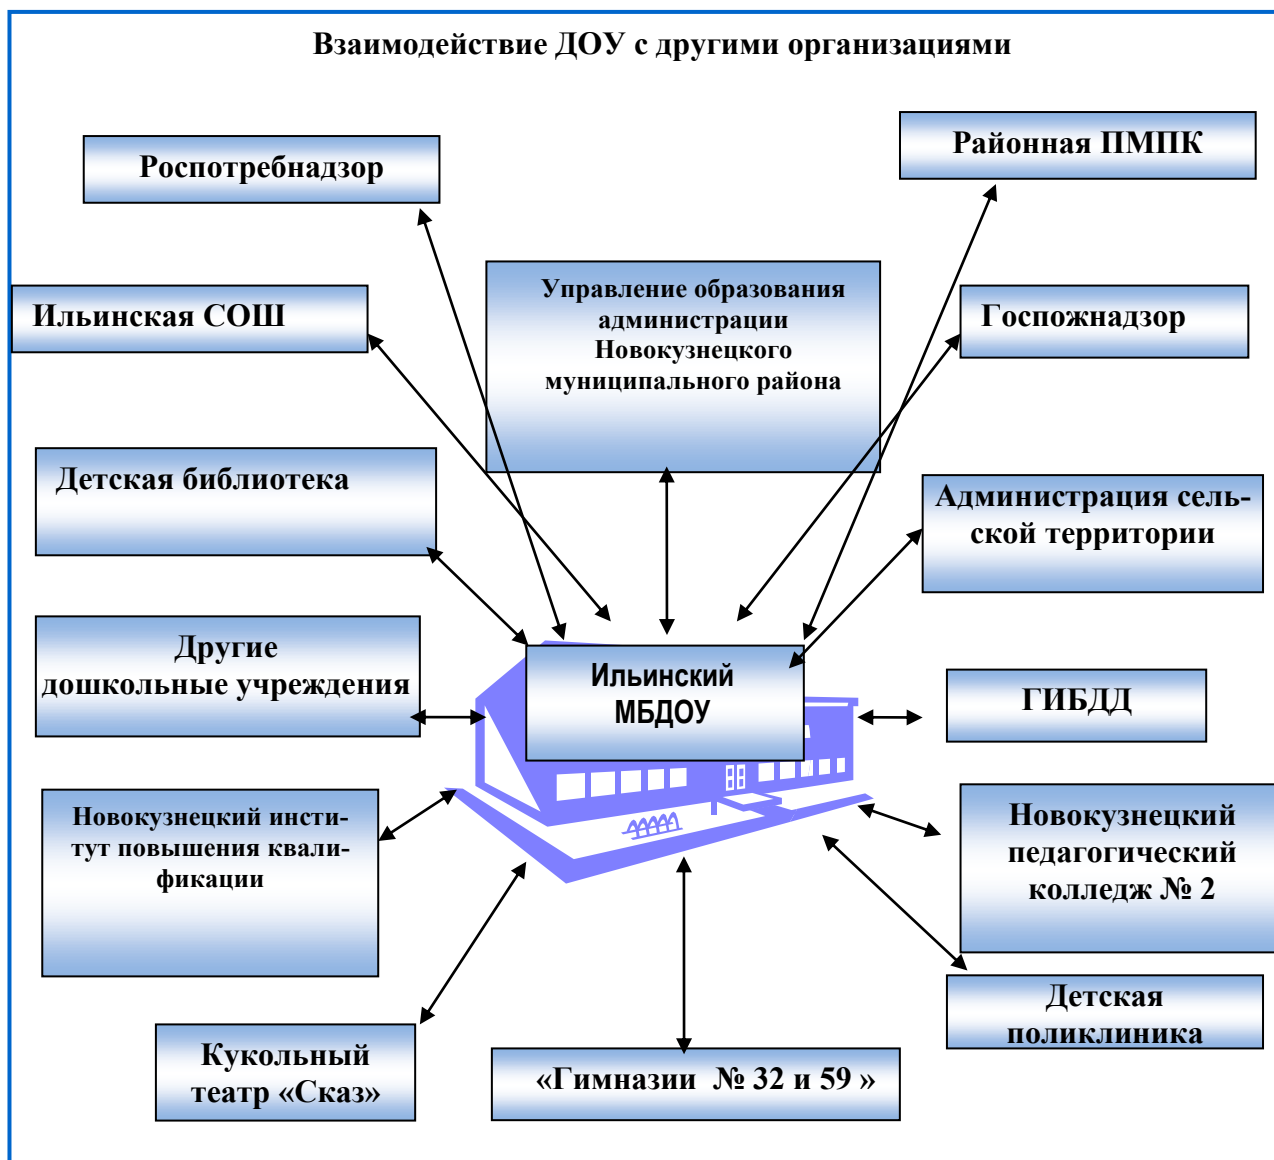 Взаимодействие ДОУ с другими организациями
Роспотребнадзор
Районная ПМПК
Ильинская СОШ
Управление образования
администрации
Новокузнецкого
муниципального района
Госпожнадзор
Детская библиотека
Администрация сель-
ской территории
Другие
дошкольные учреждения
Ильинский
МБДОУ
ГИБДД
Новокузнецкий инсти-
тут повышения квали-
фикации
Новокузнецкий
педагогический
колледж № 2
Детская
поликлиника
Кукольный
театр «Сказ»
«Гимназии № 32 и 59 »